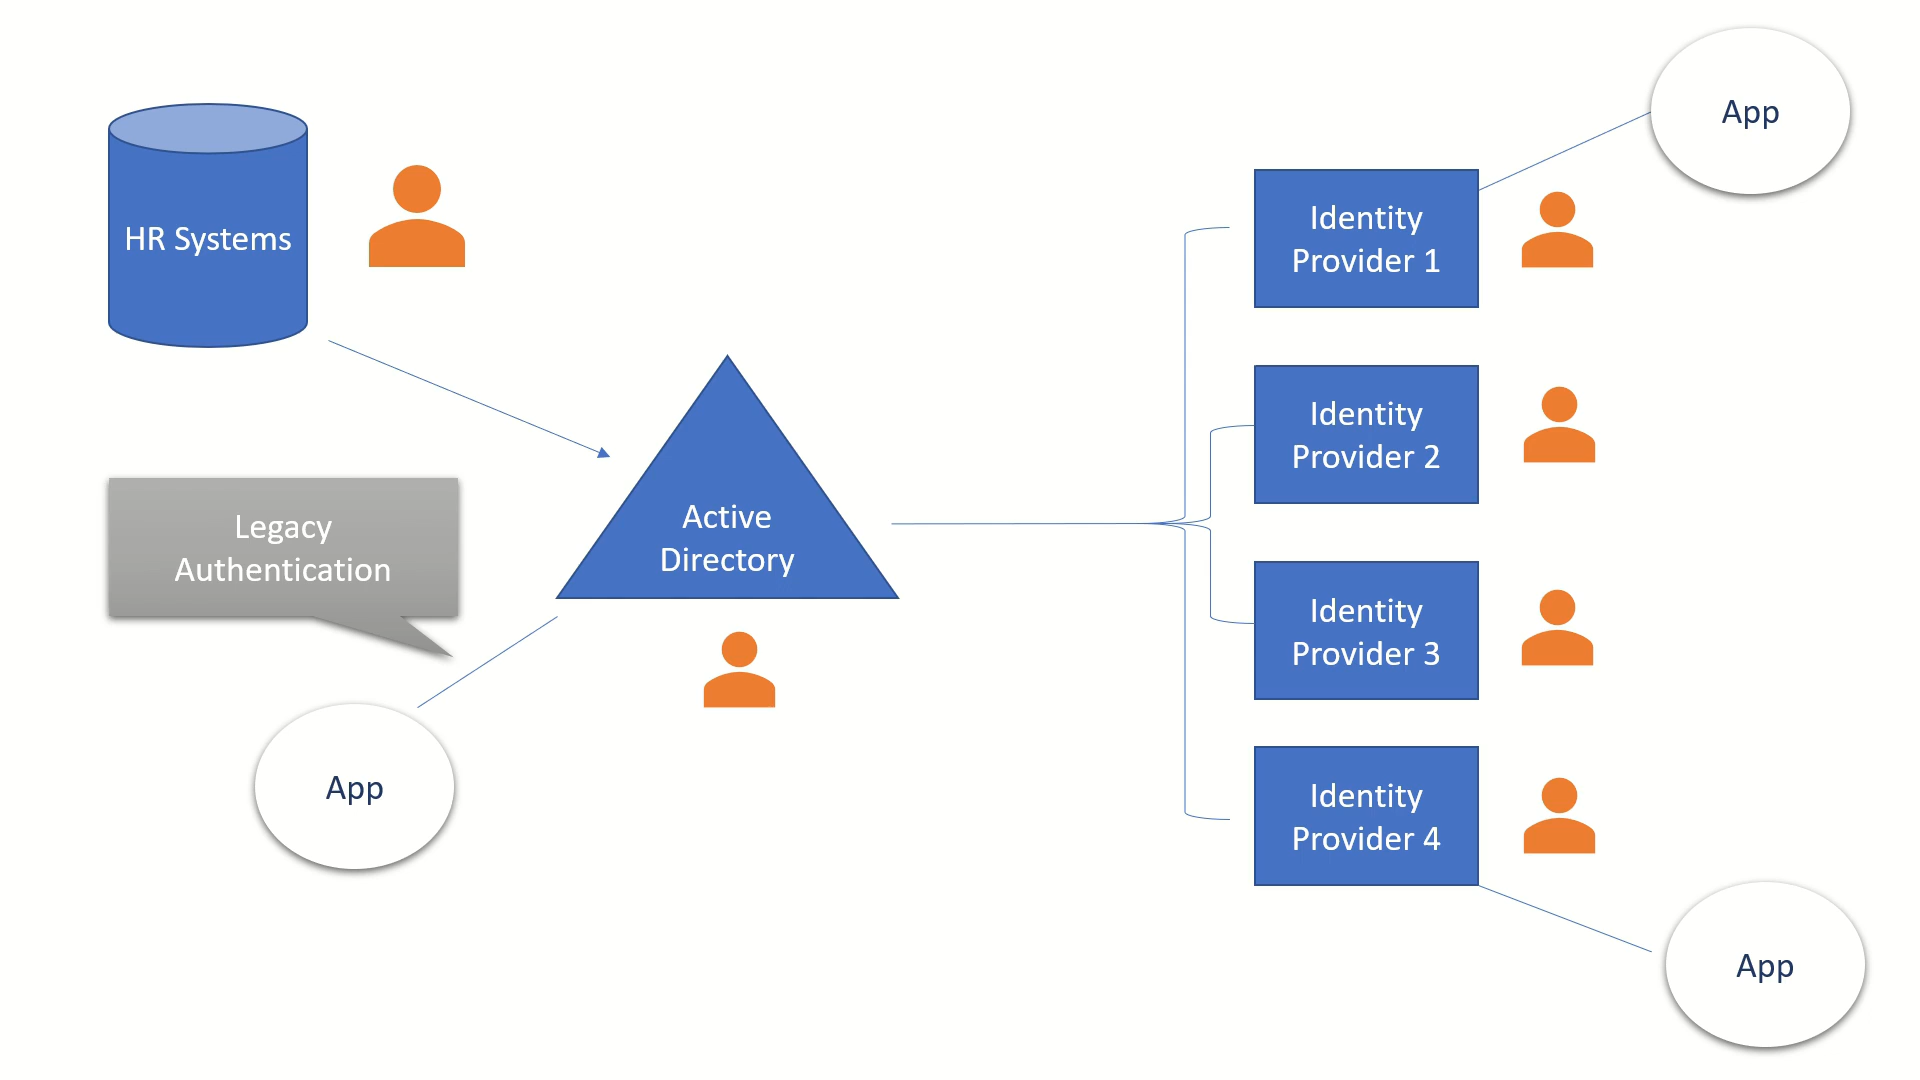 HR Systems
Legacy
Authentication
App
Active
Directory
Identity
Provider 1
Identity
Provider 2
Identity
Provider 3
Identity
Provider 4
App
App